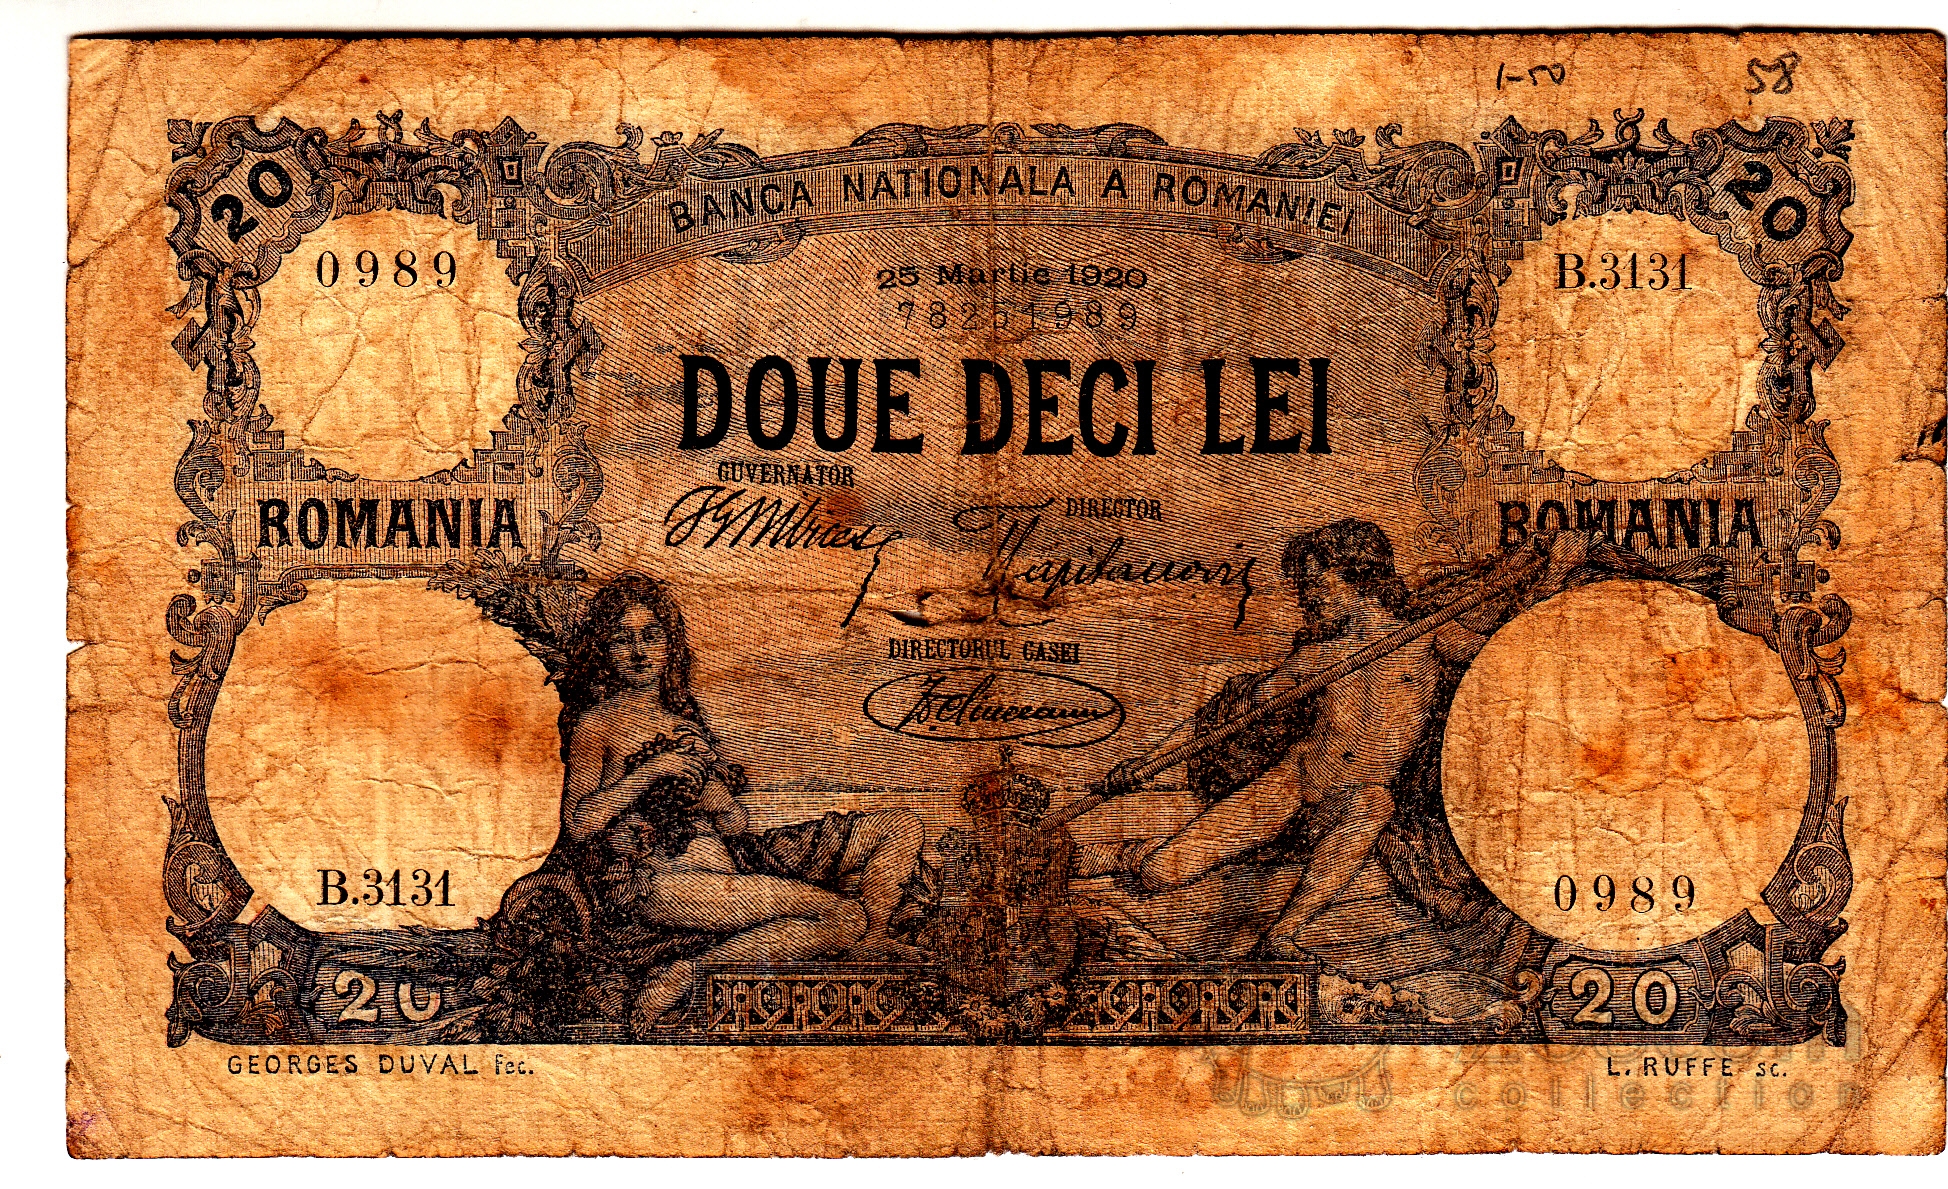 1-50 58
20 20
BANCA NATIONALA A ROMANIEI
0989 B.3131
25 Martie 1920
78251989
DOUE DECI LEI
GUVERNATOR
DIRECTOR
ROMANIA ROMANIA
DIRECTORUL CASEI
B.3131 0989
20 20
GEORGES DUVAL Fec. L. RUFFE sc.
collection